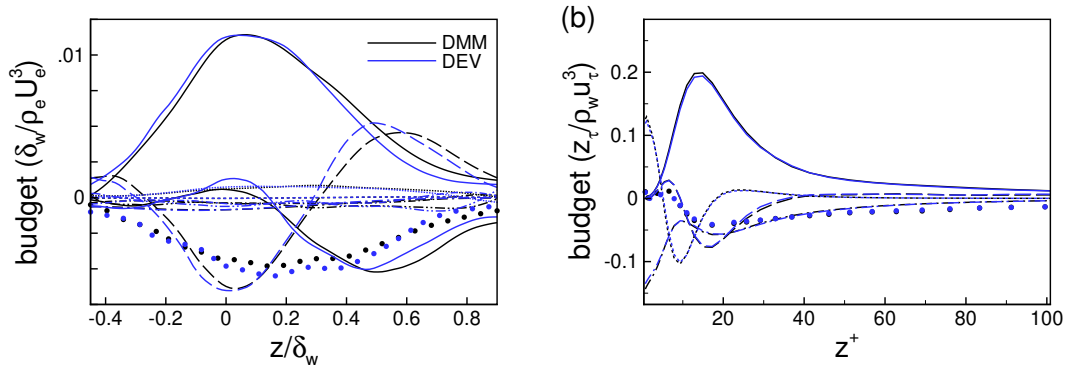 .01
0
budget (δw/ρeUe³)
-0.4 -0.2 0 0.2 0.4 0.6 0.8
z/δw
DMM
DEV
(b)
0.2
0.1
0
-0.1
budget (zτ/ρwuτ³)
20 40 60 80 100
z⁺